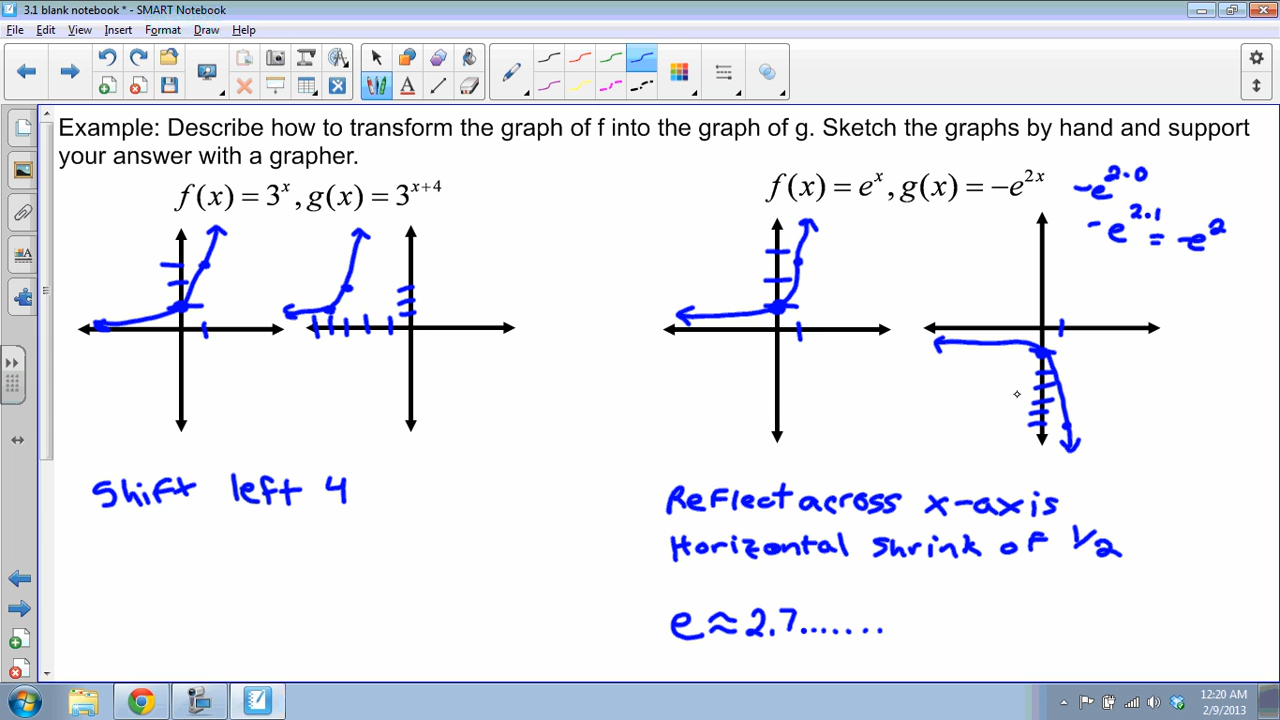 3.1 blank notebook * - SMART Notebook
File Edit View Insert Format Draw Help
Example: Describe how to transform the graph of f into the graph of g. Sketch the graphs by hand and support
your answer with a grapher.
f(x) = 3^x, g(x) = 3^{x+4}
f(x) = e^x, g(x) = −e^{2x}
-e^{2·0}
-e^{2·1} = -e^2
Shift left 4
Reflect across x-axis
Horizontal Shrink of 1/2
e ≈ 2.7.......
12:20 AM
2/9/2013